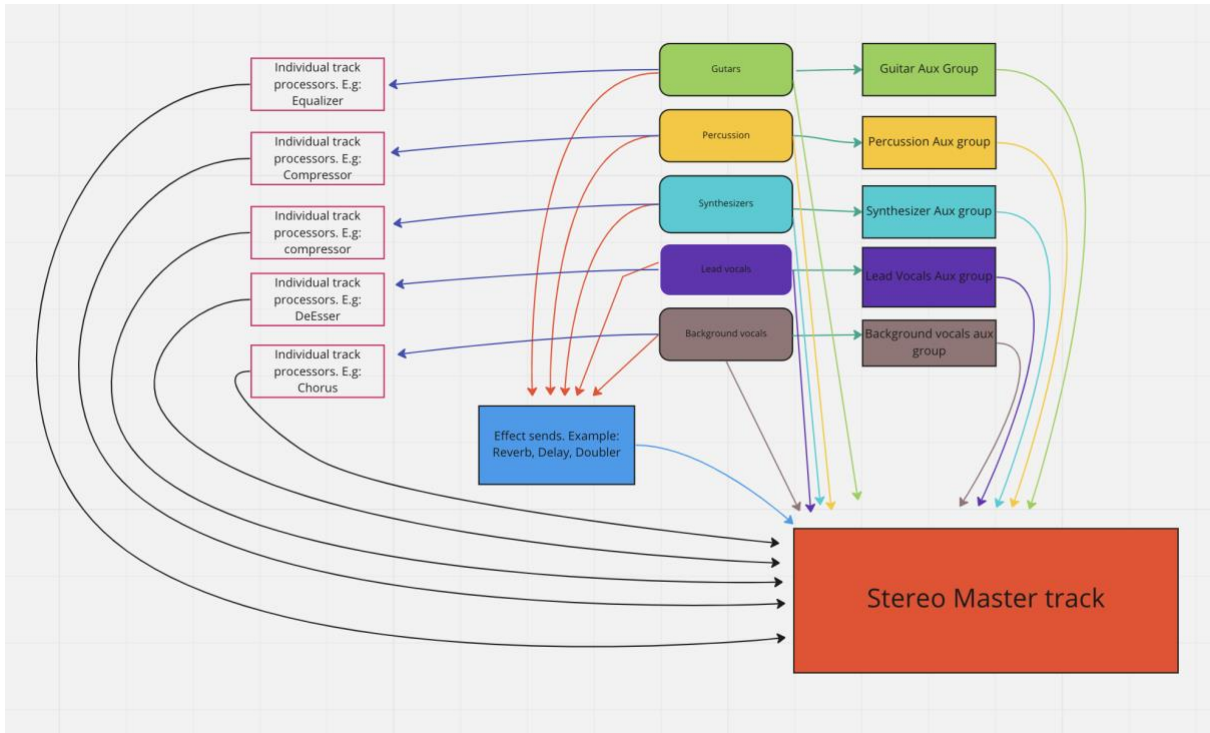 Individual track
processors. E.g:
Equalizer
Individual track
processors. E.g:
Compressor
Individual track
processors. E.g:
compressor
Individual track
processors. E.g:
DeEsser
Individual track
processors. E.g:
Chorus
Gutars
Percussion
Synthesizers
Lead vocals
Background vocals
Guitar Aux Group
Percussion Aux group
Synthesizer Aux group
Lead Vocals Aux group
Background vocals aux
group
Effect sends. Example:
Reverb, Delay, Doubler
Stereo Master track